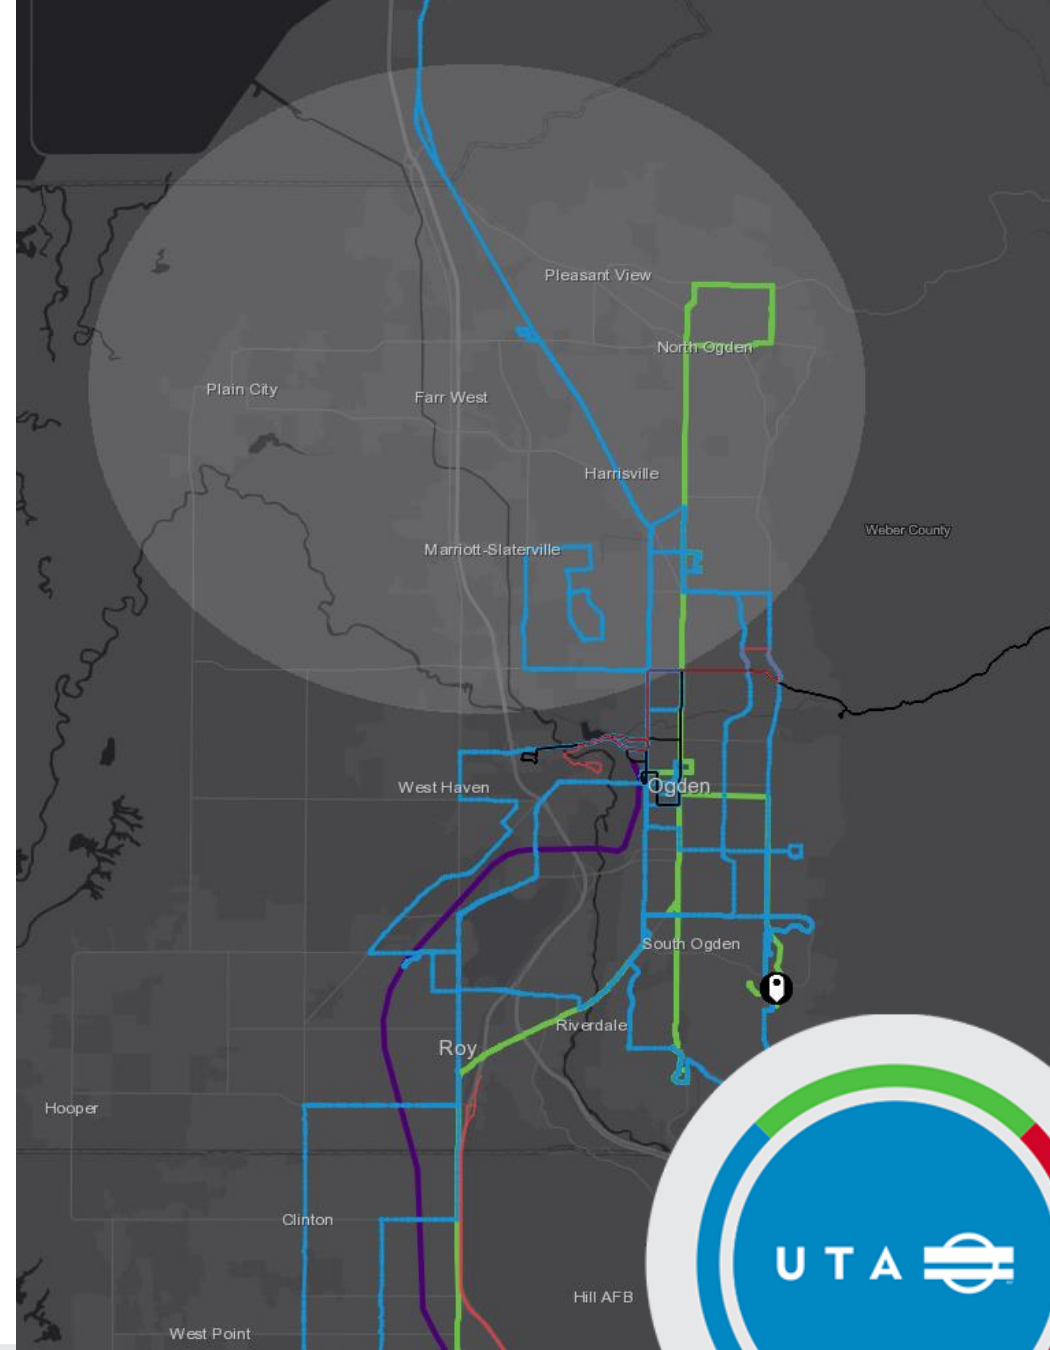 Pleasant View
North Ogden
Plain City
Farr West
Harrisville
Weber County
Marriott-Slaterville
West Haven
Ogden
South Ogden
Riverdale
Roy
Hooper
Clinton
Hill AFB
West Point
UTA